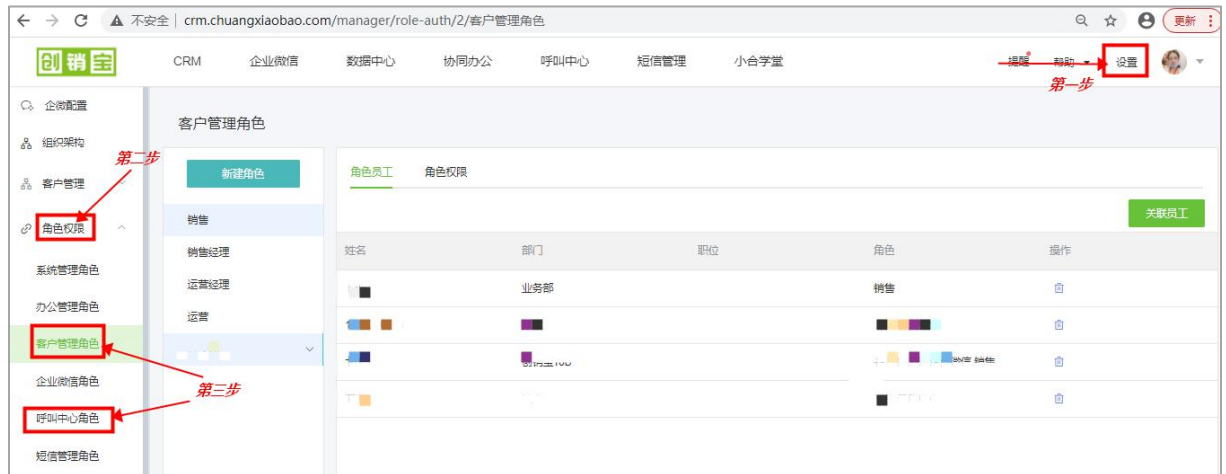 不安全 | crm.chuangxiaobao.com/manager/role-auth/2/客户管理角色
更新
创销宝
CRM 企业微信 数据中心 协同办公 呼叫中心 短信管理 小合学堂 提醒 帮助 设置
第一步
企微配置
组织架构
第二步
客户管理
角色权限
系统管理角色
办公管理角色
客户管理角色
企业微信角色
第三步
呼叫中心角色
短信管理角色
客户管理角色
新建角色
销售
销售经理
运营经理
运营
角色员工 角色权限
关联员工
姓名 部门 职位 角色 操作
业务部 销售
销售